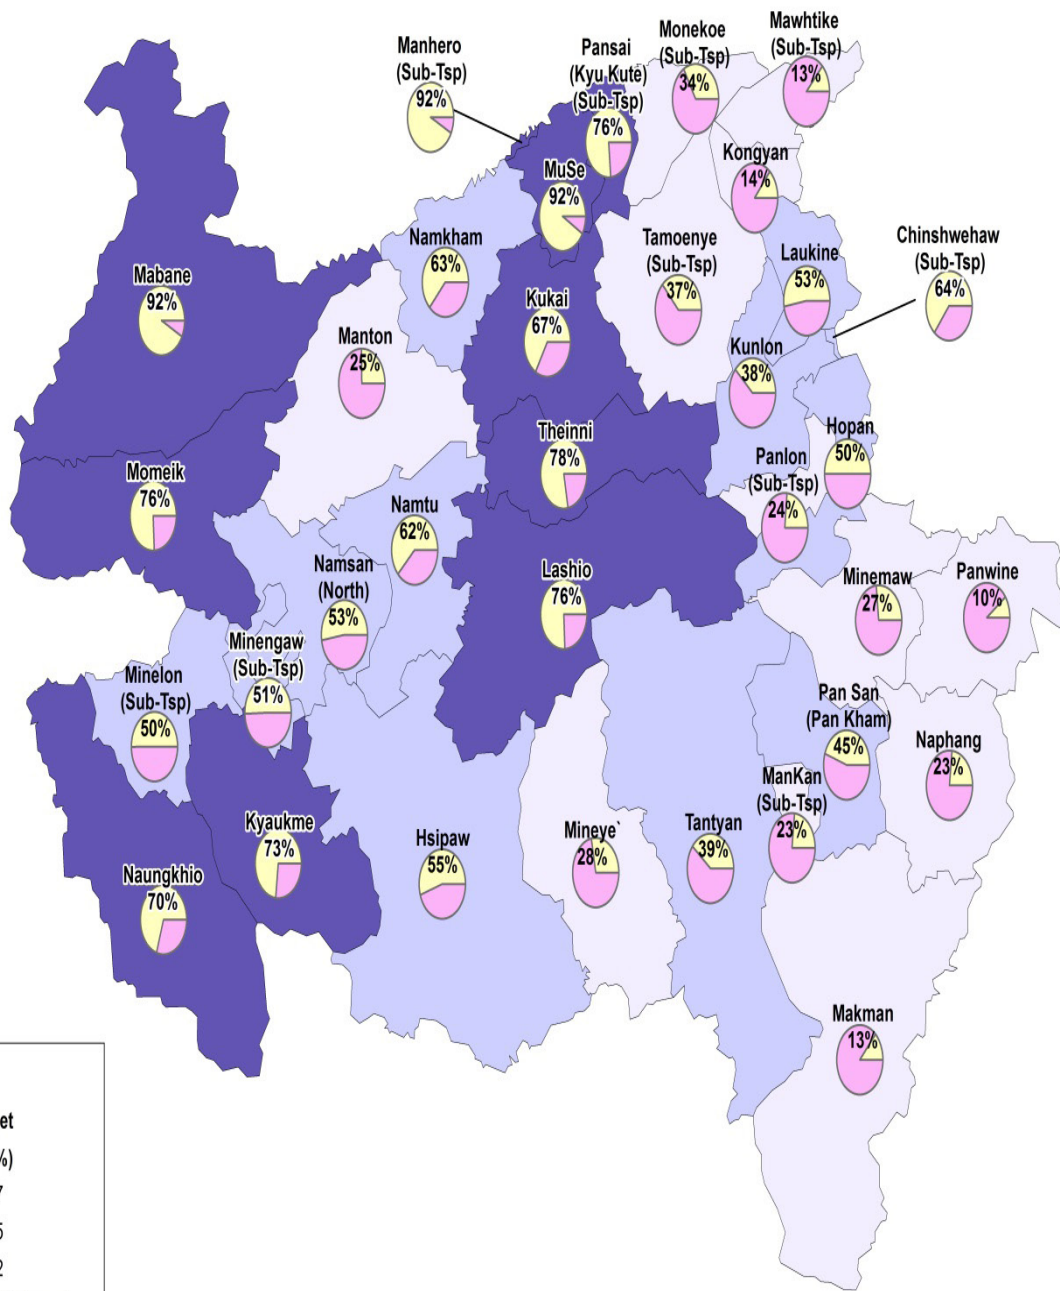 Manhero
(Sub-Tsp)
92%
Pansai
(Kyu Kute)
(Sub-Tsp)
76%
Monekoe
(Sub-Tsp)
34%
Mawhtike
(Sub-Tsp)
13%
MuSe
92%
Kongyan
14%
Namkham
63%
Tamoenye
(Sub-Tsp)
37%
Laukine
53%
Chinshwehaw
(Sub-Tsp)
64%
Mabane
92%
Kukai
67%
Manton
25%
Kunlon
38%
Theinni
78%
Hopan
50%
Panlon
(Sub-Tsp)
24%
Momeik
76%
Namtu
62%
Namsan
(North)
53%
Lashio
76%
Minemaw
27%
Panwine
10%
Minengaw
(Sub-Tsp)
51%
Minelon
(Sub-Tsp)
50%
Pan San
(Pan Kham)
45%
Naphang
23%
ManKan
(Sub-Tsp)
23%
Kyaukme
73%
Hsipaw
55%
Mineye`
28%
Tantyan
39%
Naungkhio
70%
Makman
13%
et
%)
7
5
2